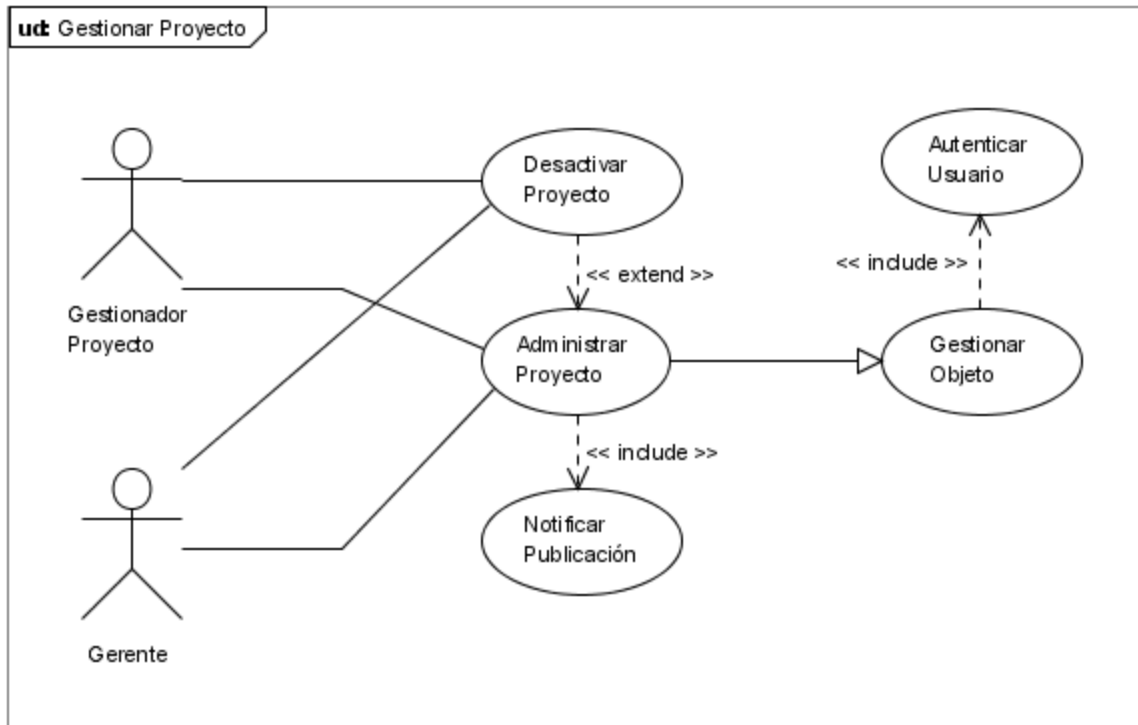 ud: Gestionar Proyecto
Desactivar
Proyecto
Autenticar
Usuario
<< include >>
<< extend >>
Gestionador
Proyecto
Administrar
Proyecto
Gestionar
Objeto
<< include >>
Notificar
Publicación
Gerente